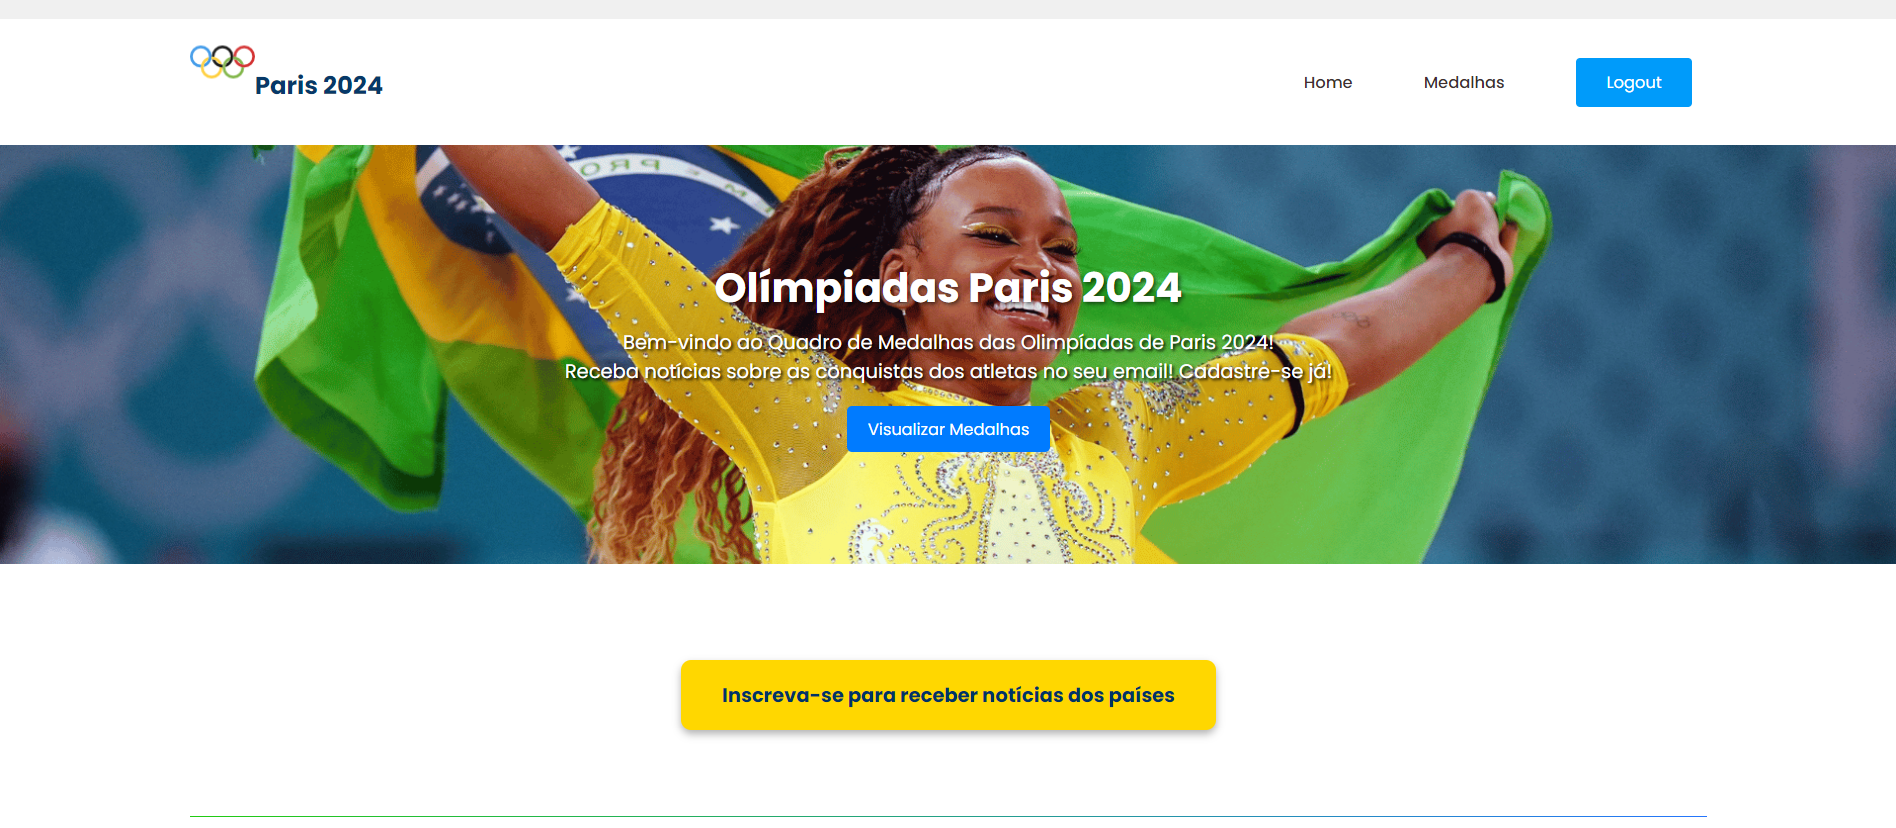 Paris 2024
Home
Medalhas
Logout
Olímpiadas Paris 2024
Bem-vindo ao Quadro de Medalhas das Olimpíadas de Paris 2024!
Receba notícias sobre as conquistas dos atletas no seu email! Cadastre-se já!
Visualizar Medalhas
Inscreva-se para receber notícias dos países